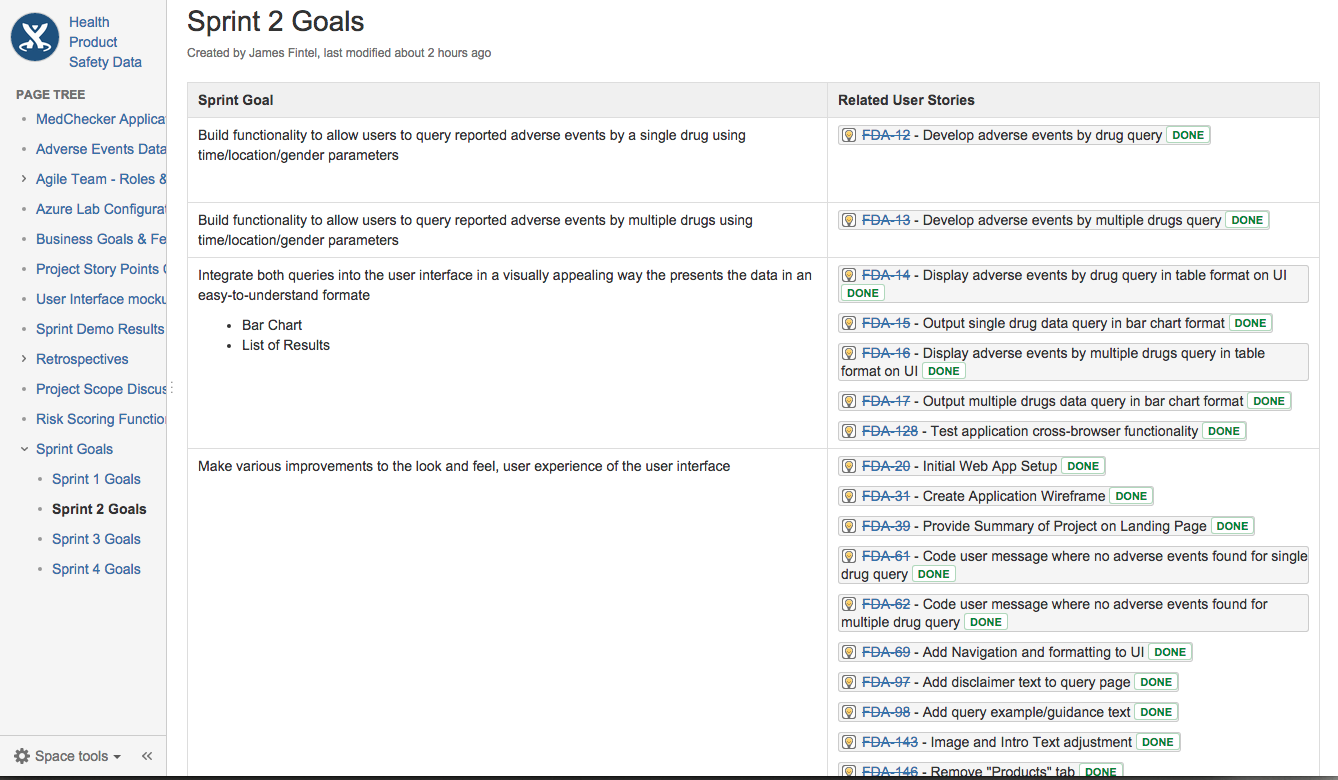 Health
Product
Safety Data
PAGE TREE
MedChecker Applica
Adverse Events Data
Agile Team - Roles &
Azure Lab Configurat
Business Goals & Fe
Project Story Points
User Interface mocku
Sprint Demo Results
Retrospectives
Project Scope Discus
Risk Scoring Function
Sprint Goals
Sprint 1 Goals
Sprint 2 Goals
Sprint 3 Goals
Sprint 4 Goals
Space tools
Sprint 2 Goals
Created by James Fintel, last modified about 2 hours ago
Sprint Goal
Related User Stories
Build functionality to allow users to query reported adverse events by a single drug using
time/location/gender parameters
FDA-12 - Develop adverse events by drug query DONE
Build functionality to allow users to query reported adverse events by multiple drugs using
time/location/gender parameters
FDA-13 - Develop adverse events by multiple drugs query DONE
Integrate both queries into the user interface in a visually appealing way the presents the data in an
easy-to-understand formate
• Bar Chart
• List of Results
FDA-14 - Display adverse events by drug query in table format on UI
DONE
FDA-15 - Output single drug data query in bar chart format DONE
FDA-16 - Display adverse events by multiple drugs query in table
format on UI DONE
FDA-17 - Output multiple drugs data query in bar chart format DONE
FDA-128 - Test application cross-browser functionality DONE
Make various improvements to the look and feel, user experience of the user interface
FDA-20 - Initial Web App Setup DONE
FDA-31 - Create Application Wireframe DONE
FDA-39 - Provide Summary of Project on Landing Page DONE
FDA-61 - Code user message where no adverse events found for single
drug query DONE
FDA-62 - Code user message where no adverse events found for
multiple drug query DONE
FDA-69 - Add Navigation and formatting to UI DONE
FDA-97 - Add disclaimer text to query page DONE
FDA-98 - Add query example/guidance text DONE
FDA-143 - Image and Intro Text adjustment DONE
FDA-146 - Remove "Products" tab DONE